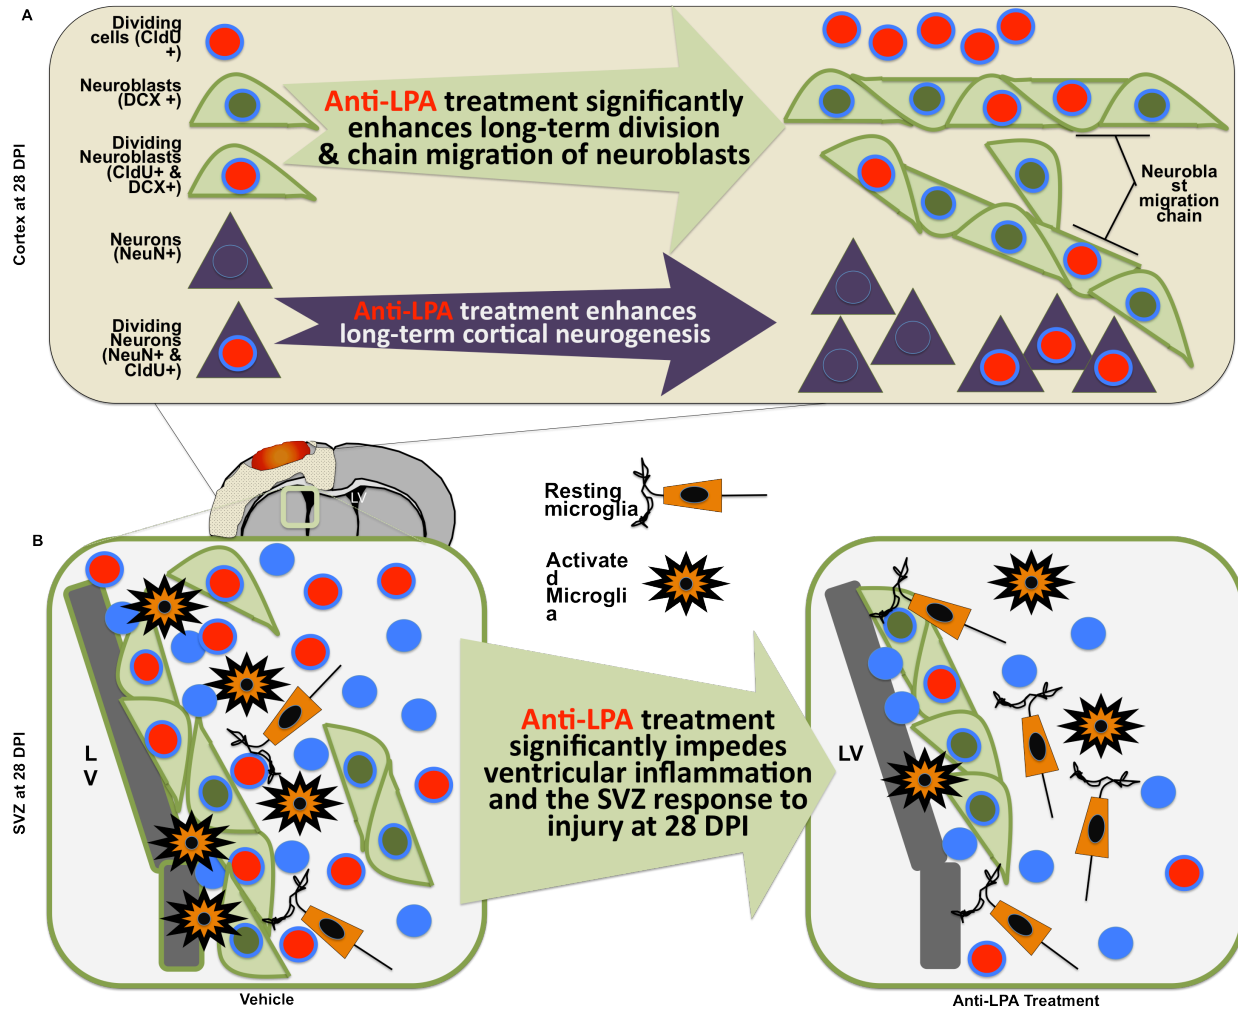 A
Dividing
cells (CldU
+)
Neuroblasts
(DCX +)
Dividing
Neuroblasts
(CldU+ &
DCX+)
Neurons
(NeuN+)
Dividing
Neurons
(NeuN+ &
CldU+)
Cortex at 28 DPI
Anti-LPA treatment significantly
enhances long-term division
& chain migration of neuroblasts
Anti-LPA treatment enhances
long-term cortical neurogenesis
Neurobla
st
migration
chain
LV
Resting
microglia
Activate
d
Microgli
a
B
SVZ at 28 DPI
L
V
Anti-LPA treatment
significantly impedes
ventricular inflammation
and the SVZ response to
injury at 28 DPI
LV
Vehicle
Anti-LPA Treatment